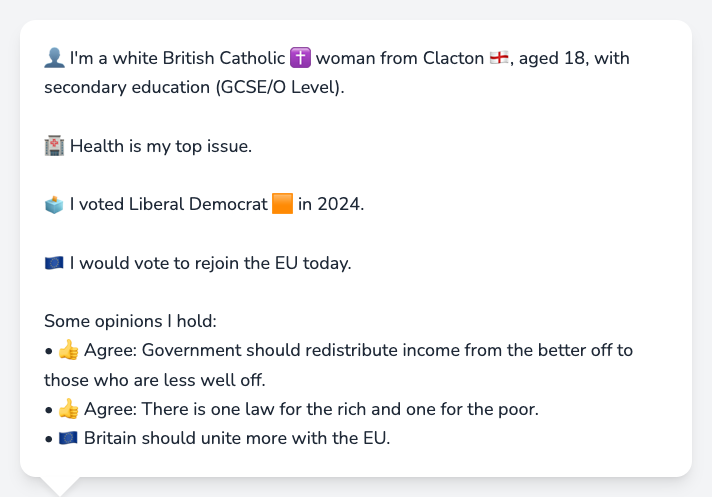 👤 I'm a white British Catholic ✝️ woman from Clacton 🏴󠁧󠁢󠁥󠁮󠁧󠁿, aged 18, with
secondary education (GCSE/O Level).
🏥 Health is my top issue.
🗳️ I voted Liberal Democrat 🟧 in 2024.
🇪🇺 I would vote to rejoin the EU today.
Some opinions I hold:
• 👍 Agree: Government should redistribute income from the better off to
those who are less well off.
• 👍 Agree: There is one law for the rich and one for the poor.
• 🇪🇺 Britain should unite more with the EU.